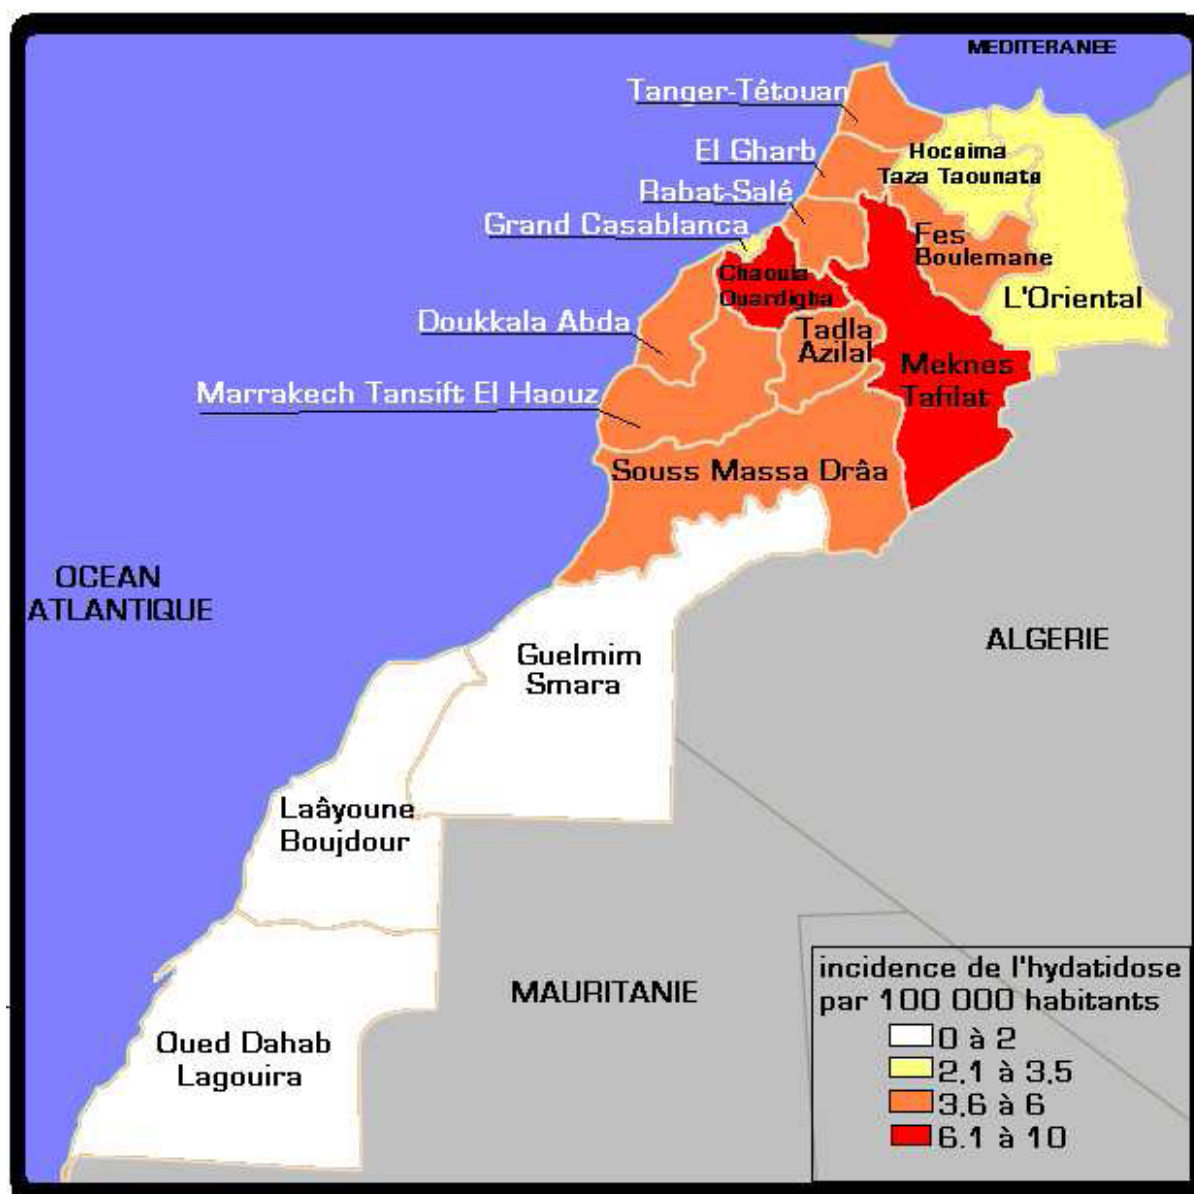 MEDITERANEE
Tanger-Tétouan
El Gharb
Hoceima
Taza Taounate
Rabat-Salé
Grand Casablanca
Fes
Boulemane
Chaouia
Ouardigha
L'Oriental
Doukkala Abda
Tadla
Azilal
Meknes
Tafilat
Marrakech Tansift El Haouz
Souss Massa Drâa
OCEAN
ATLANTIQUE
ALGERIE
Guelmim
Smara
Laâyoune
Boujdour
MAURITANIE
Oued Dahab
Lagouira
incidence de l'hydatidose
par 100 000 habitants
0 à 2
2.1 à 3.5
3.6 à 6
6.1 à 10